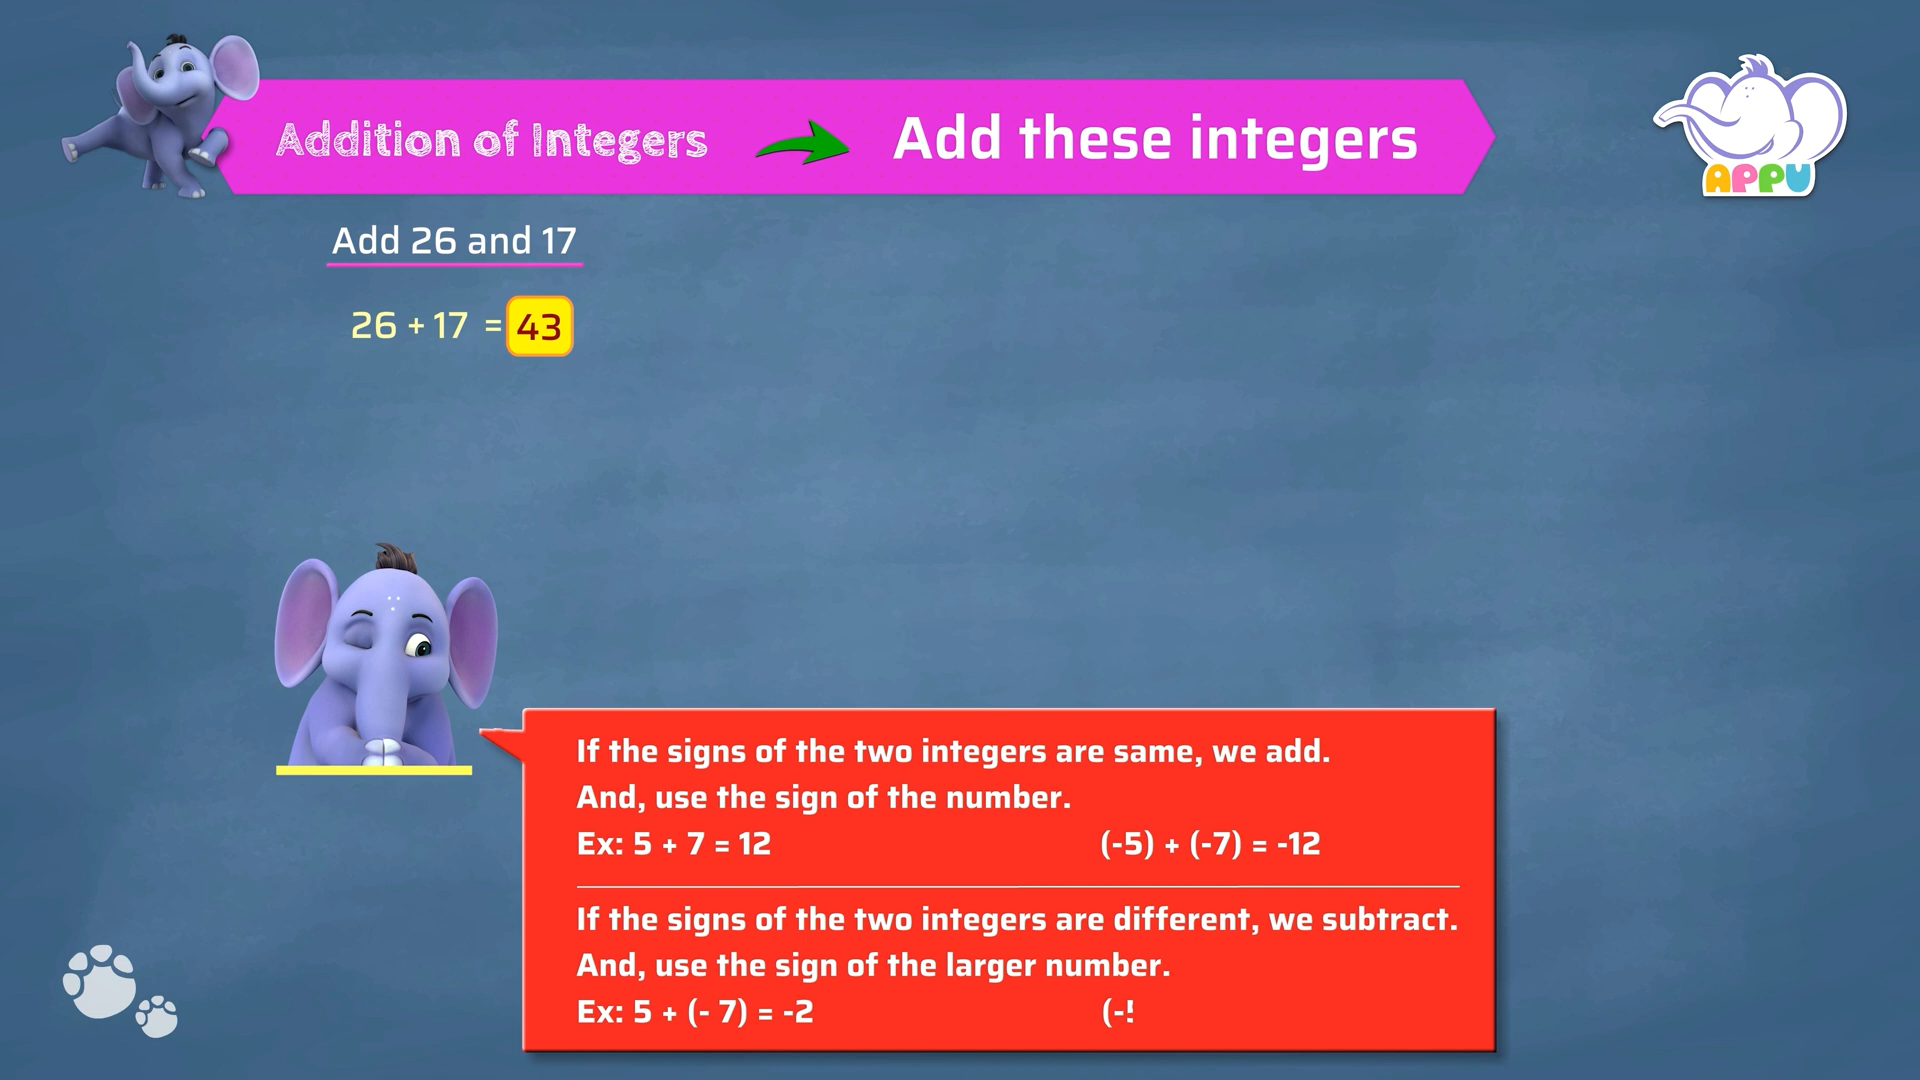 Addition of Integers
Add these integers
APPU
Add 26 and 17
26 + 17 = 43
If the signs of the two integers are same, we add.
And, use the sign of the number.
Ex: 5 + 7 = 12 (-5) + (-7) = -12
If the signs of the two integers are different, we subtract.
And, use the sign of the larger number.
Ex: 5 + (- 7) = -2 (-